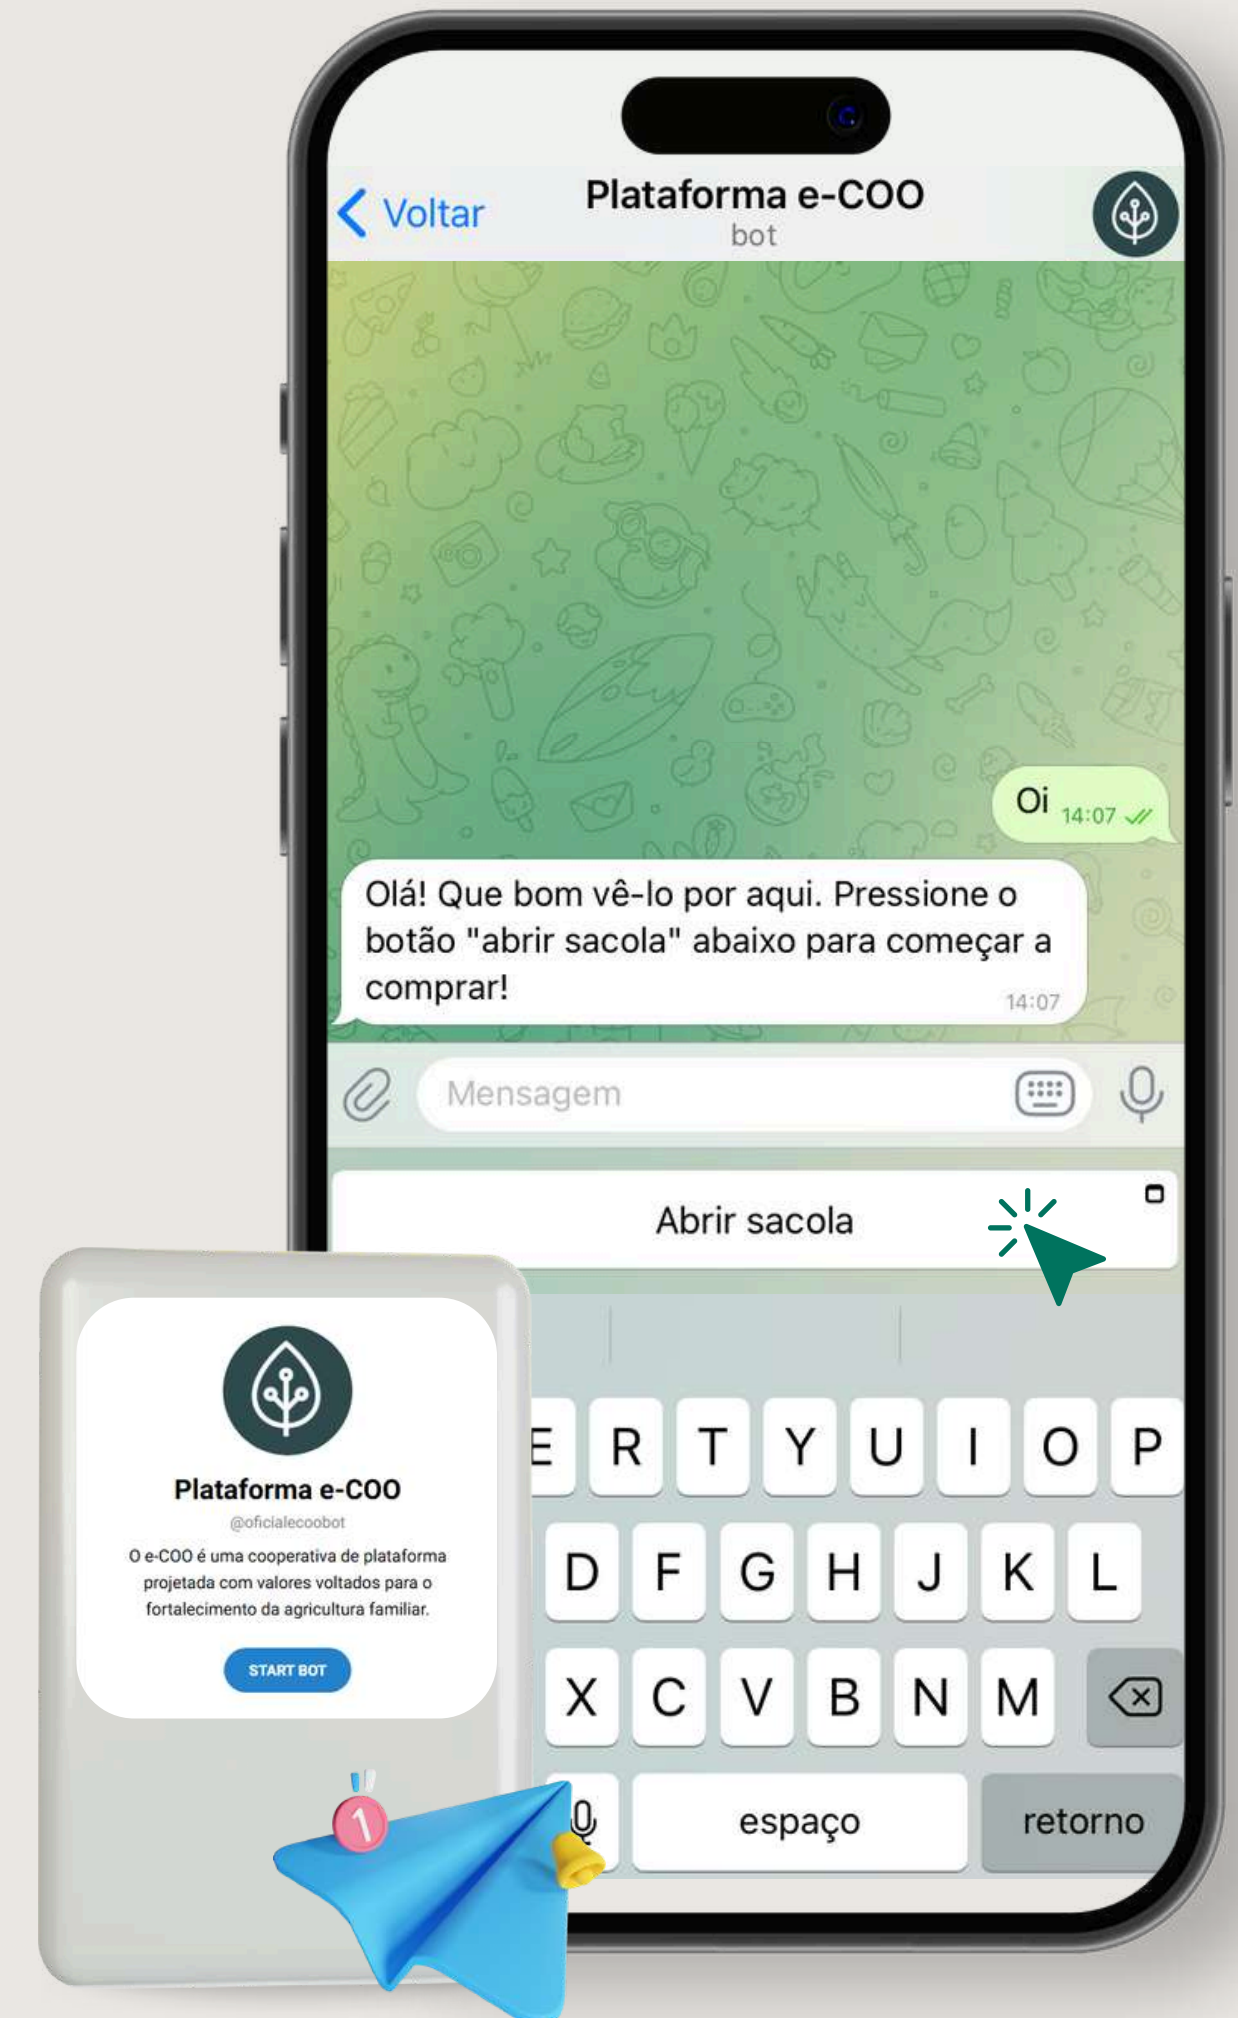 Voltar
Plataforma e-COO
bot
Oi 14:07
Olá! Que bom vê-lo por aqui. Pressione o
botão "abrir sacola" abaixo para começar a
comprar!
14:07
Mensagem
Abrir sacola
E R T Y U I O P
D F G H J K L
X C V B N M
espaço
retorno
Plataforma e-COO
@oficialecoobot
O e-COO é uma cooperativa de plataforma
projetada com valores voltados para o
fortalecimento da agricultura familiar.
START BOT
1